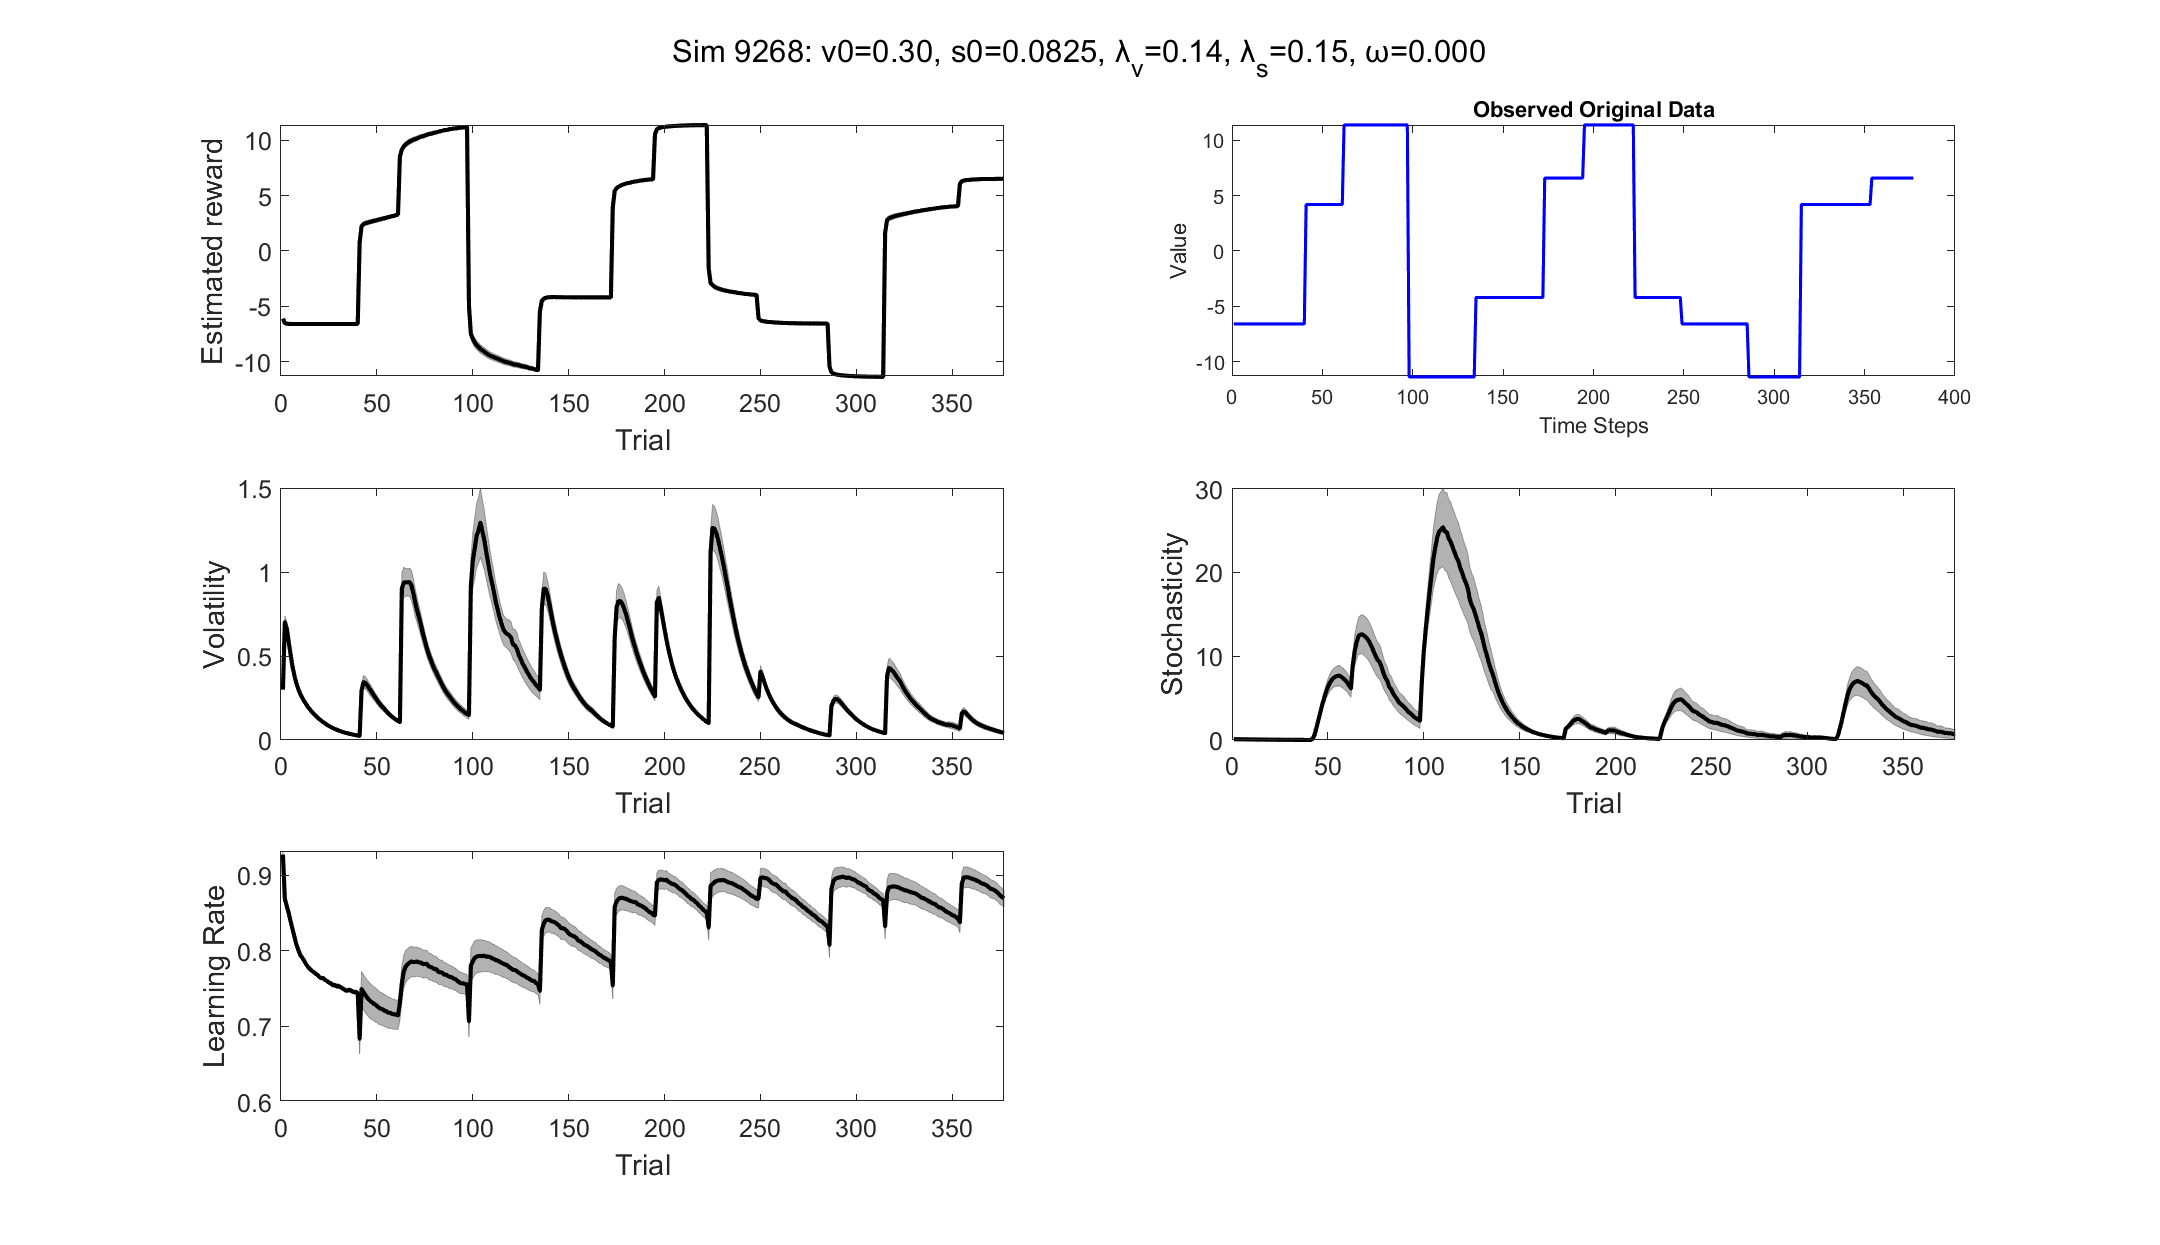 Sim 9268: v0=0.30, s0=0.0825, λ_v=0.14, λ_s=0.15, ω=0.000
Estimated reward
10
5
0
-5
-10
0 50 100 150 200 250 300 350
Trial
Observed Original Data
Value
10
5
0
-5
-10
0 50 100 150 200 250 300 350 400
Time Steps
Volatility
1.5
1
0.5
0
0 50 100 150 200 250 300 350
Trial
Stochasticity
30
20
10
0
0 50 100 150 200 250 300 350
Trial
Learning Rate
0.9
0.8
0.7
0.6
0 50 100 150 200 250 300 350
Trial